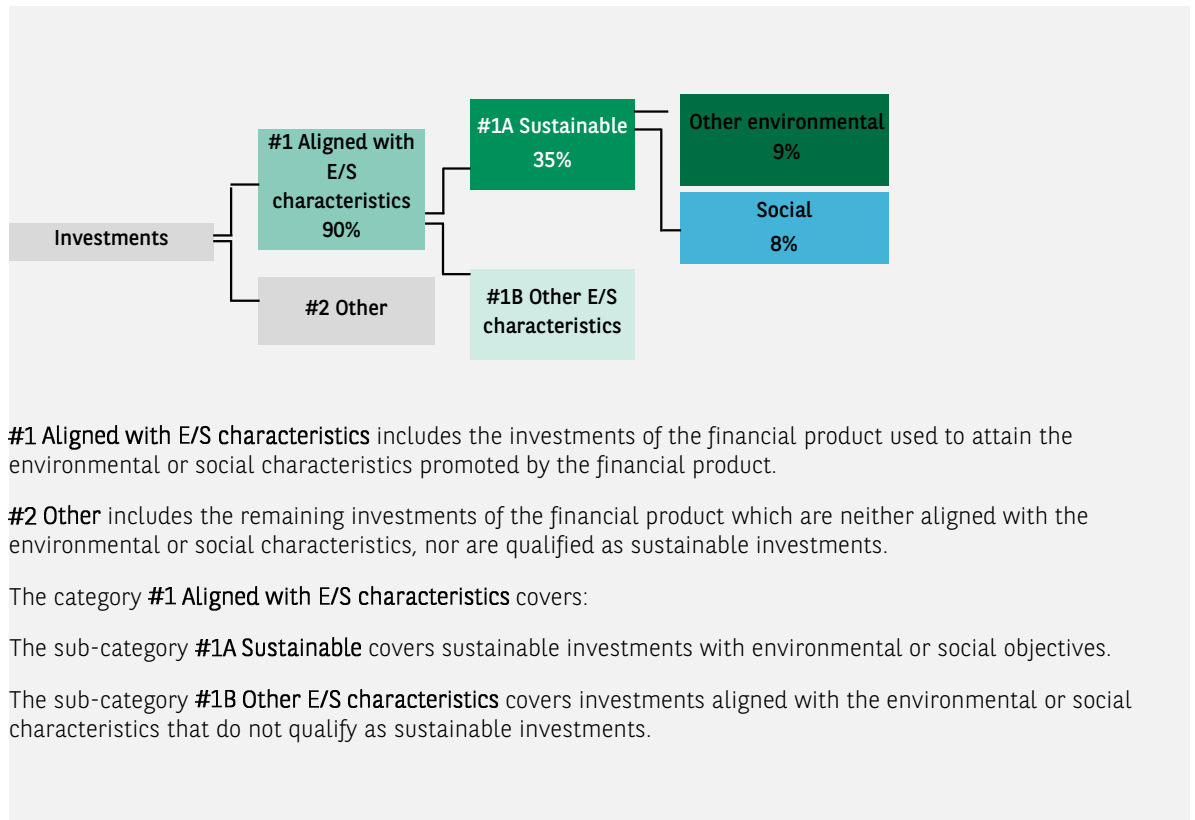 #1 Aligned with
E/S
characteristics
90%
#1A Sustainable
35%
Other environmental
9%
Social
8%
Investments
#2 Other
#1B Other E/S
characteristics
#1 Aligned with E/S characteristics includes the investments of the financial product used to attain the
environmental or social characteristics promoted by the financial product.
#2 Other includes the remaining investments of the financial product which are neither aligned with the
environmental or social characteristics, nor are qualified as sustainable investments.
The category #1 Aligned with E/S characteristics covers:
The sub-category #1A Sustainable covers sustainable investments with environmental or social objectives.
The sub-category #1B Other E/S characteristics covers investments aligned with the environmental or social
characteristics that do not qualify as sustainable investments.